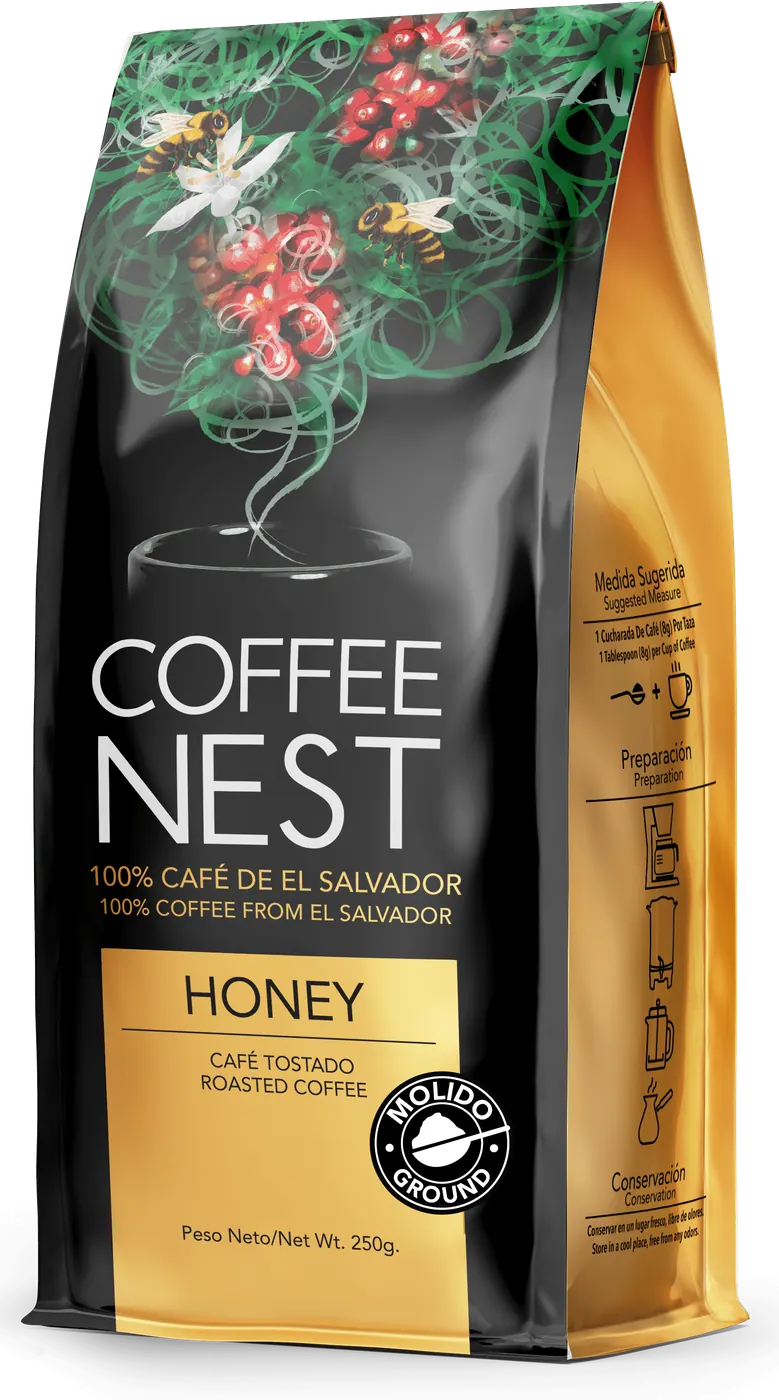 COFFEE
NEST
100% CAFÉ DE EL SALVADOR
100% COFFEE FROM EL SALVADOR
HONEY
CAFÉ TOSTADO
ROASTED COFFEE
MOLIDO
GROUND
Peso Neto/Net Wt. 250g.
Medida Sugerida
Suggested Measure
1 Cucharada De Café (8g) Por Taza
1 Tablespoon (8g) per Cup of Coffee
+
Preparación
Preparation
Conservación
Conservation
Conservar en un lugar fresco, libre de olores.
Store in a cool place, free from any odors.